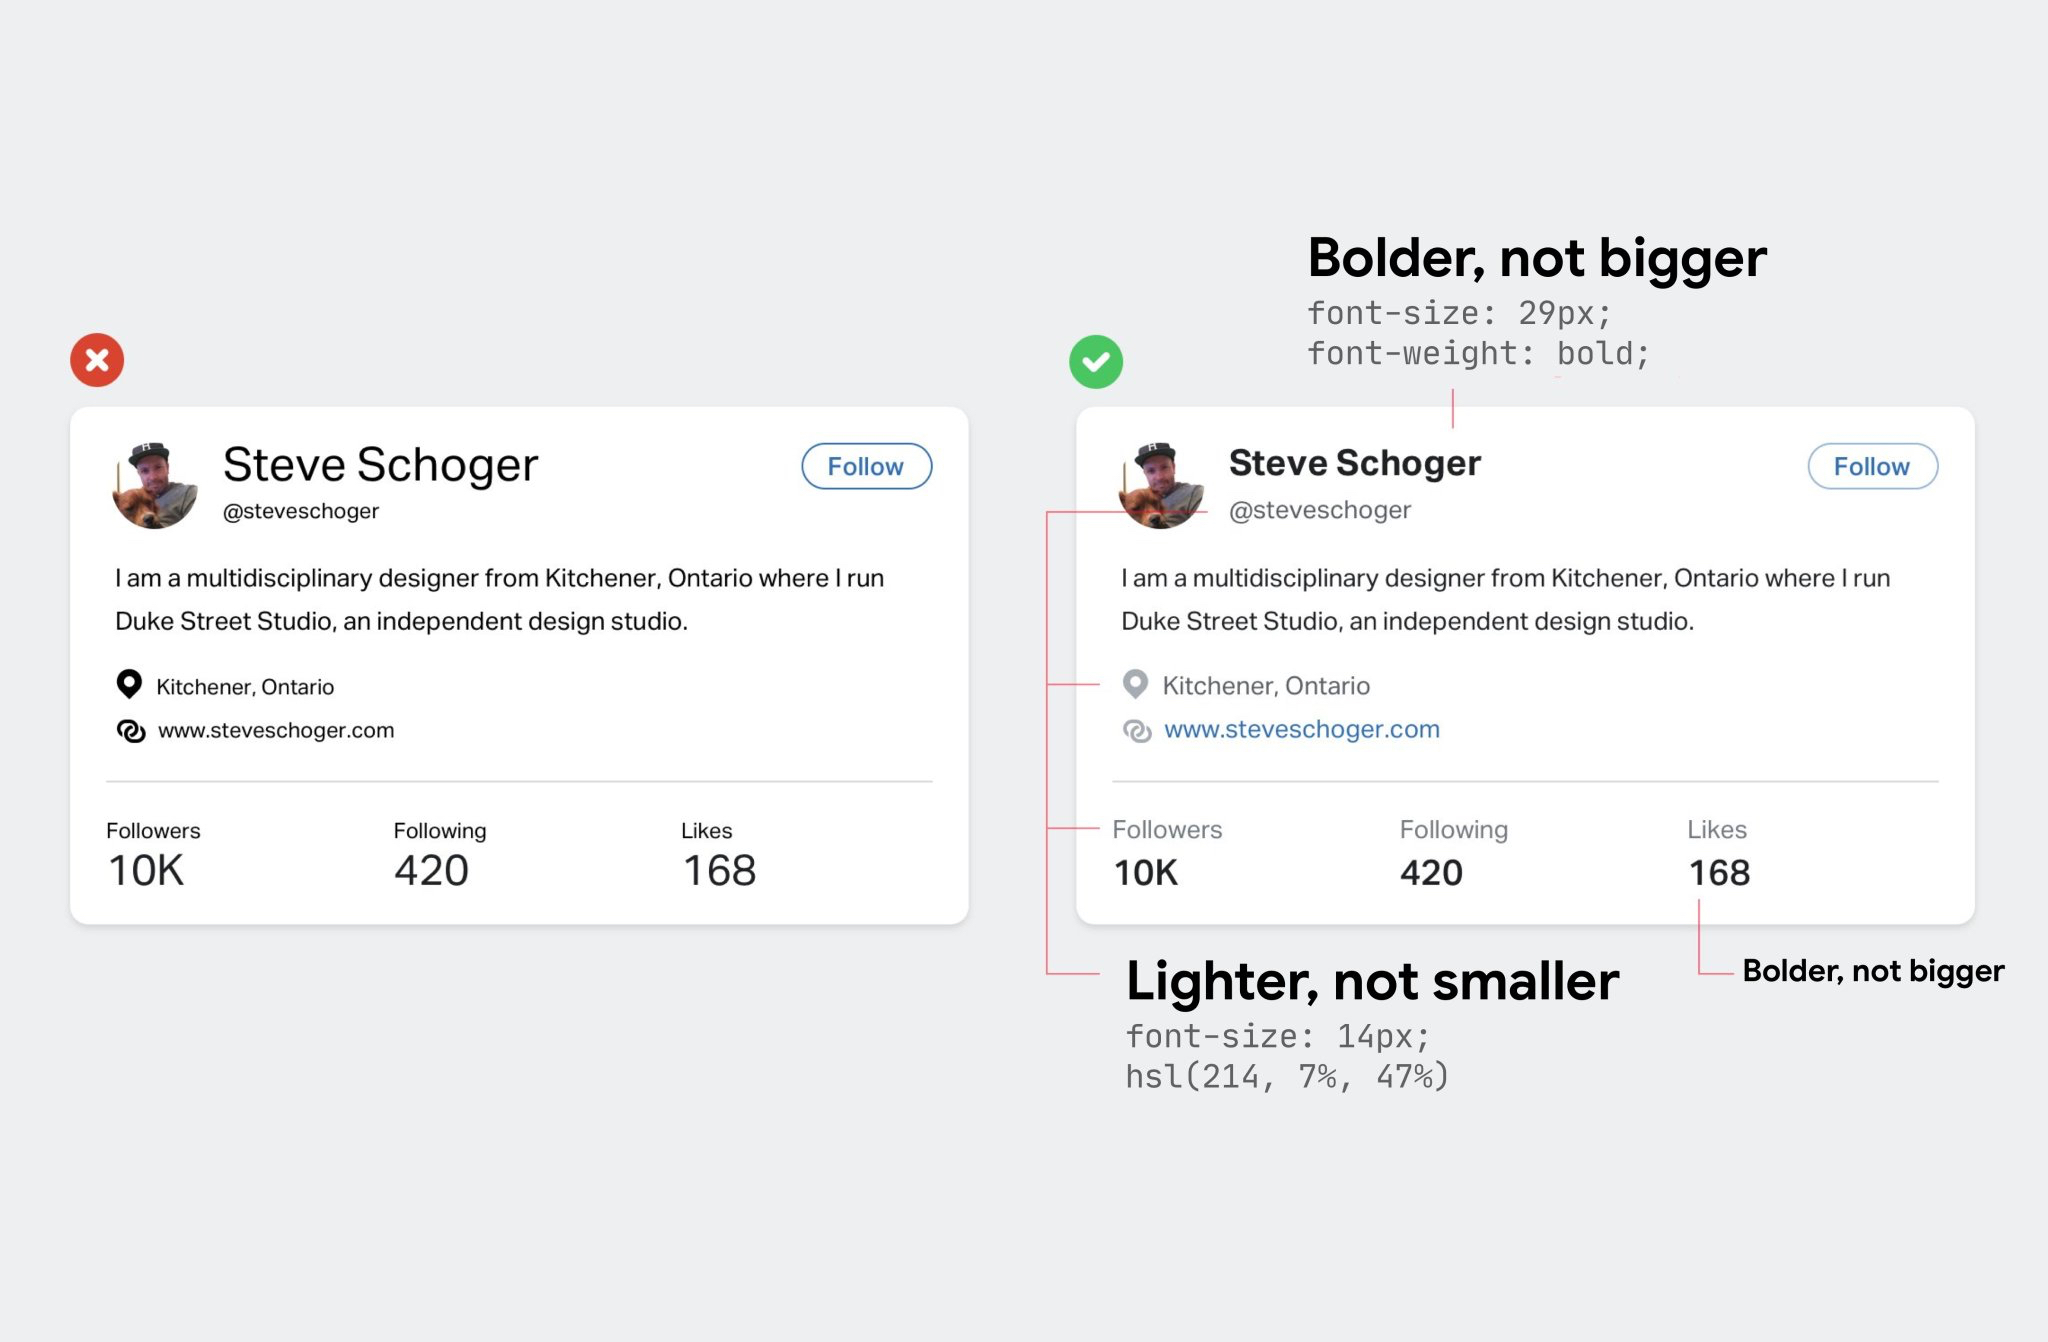 Bolder, not bigger
font-size: 29px;
font-weight: bold;
Steve Schoger
@steveschoger
Follow
I am a multidisciplinary designer from Kitchener, Ontario where I run
Duke Street Studio, an independent design studio.
Kitchener, Ontario
www.steveschoger.com
Followers
10K
Following
420
Likes
168
Steve Schoger
@steveschoger
Follow
I am a multidisciplinary designer from Kitchener, Ontario where I run
Duke Street Studio, an independent design studio.
Kitchener, Ontario
www.steveschoger.com
Followers
10K
Following
420
Likes
168
Lighter, not smaller
font-size: 14px;
hsl(214, 7%, 47%)
Bolder, not bigger